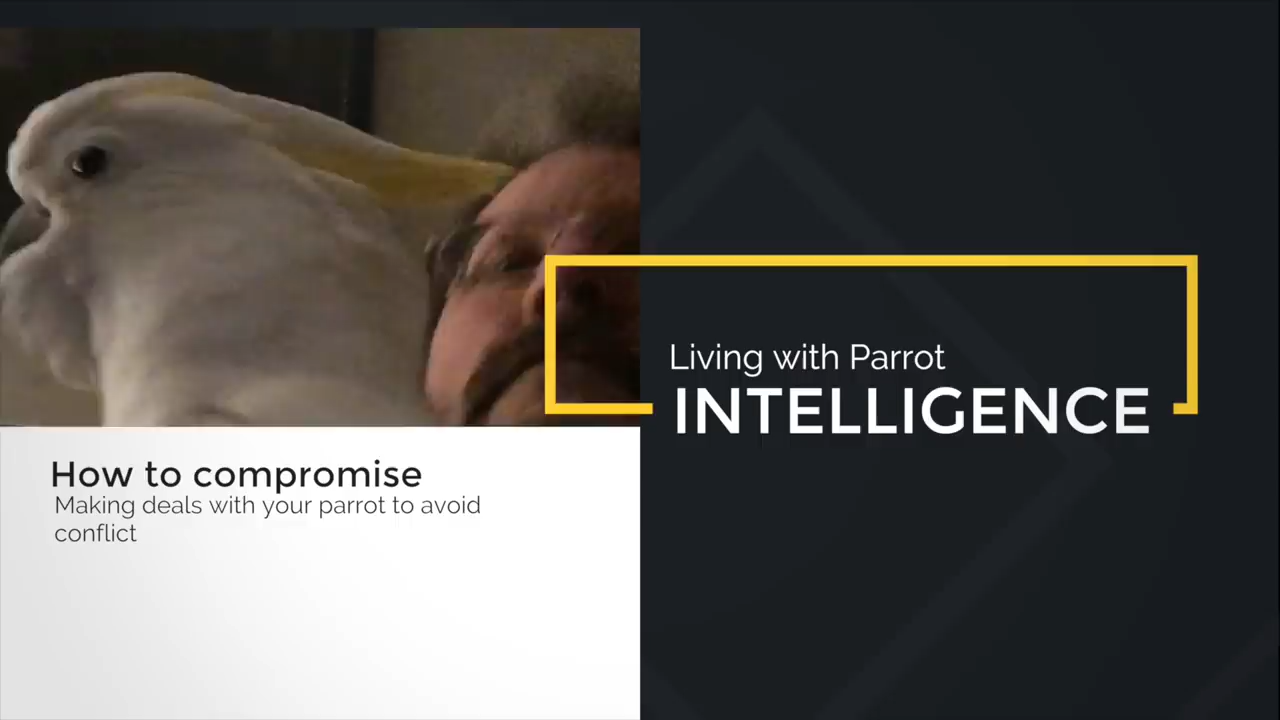 How to compromise
Making deals with your parrot to avoid
conflict
Living with Parrot
INTELLIGENCE